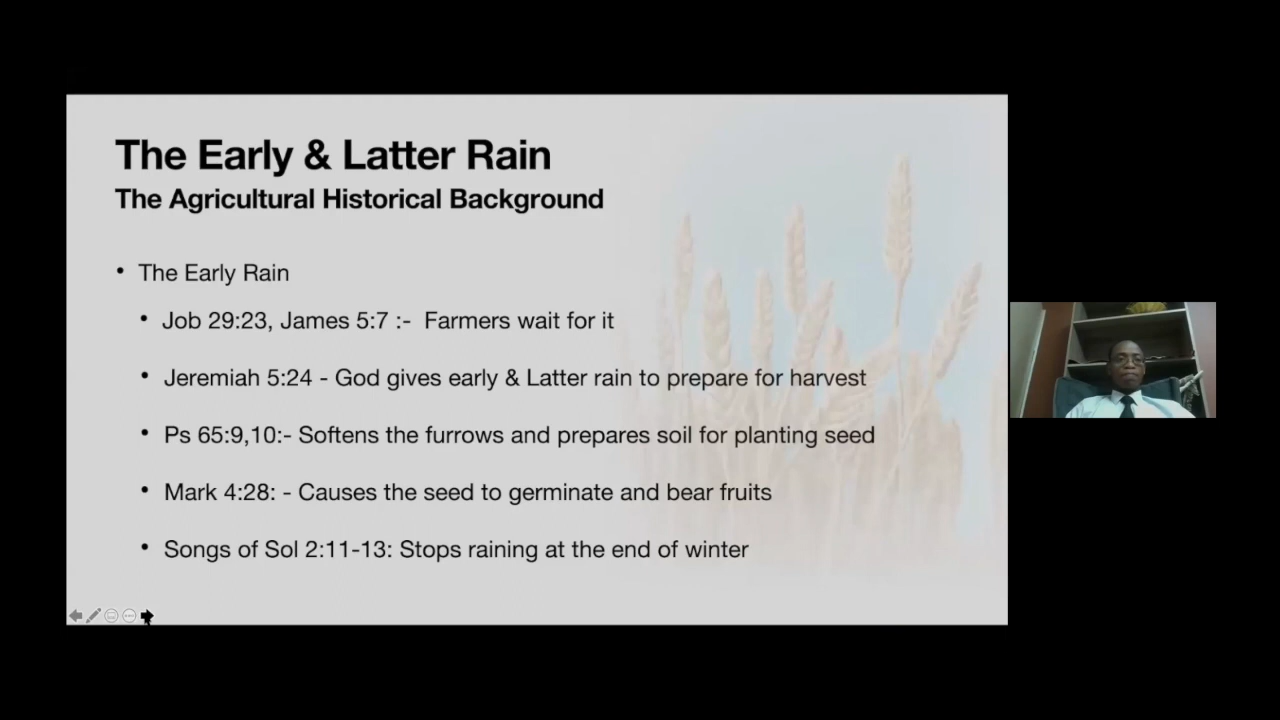 The Early & Latter Rain
The Agricultural Historical Background
• The Early Rain
• Job 29:23, James 5:7 :- Farmers wait for it
• Jeremiah 5:24 - God gives early & Latter rain to prepare for harvest
• Ps 65:9,10:- Softens the furrows and prepares soil for planting seed
• Mark 4:28: - Causes the seed to germinate and bear fruits
• Songs of Sol 2:11-13: Stops raining at the end of winter